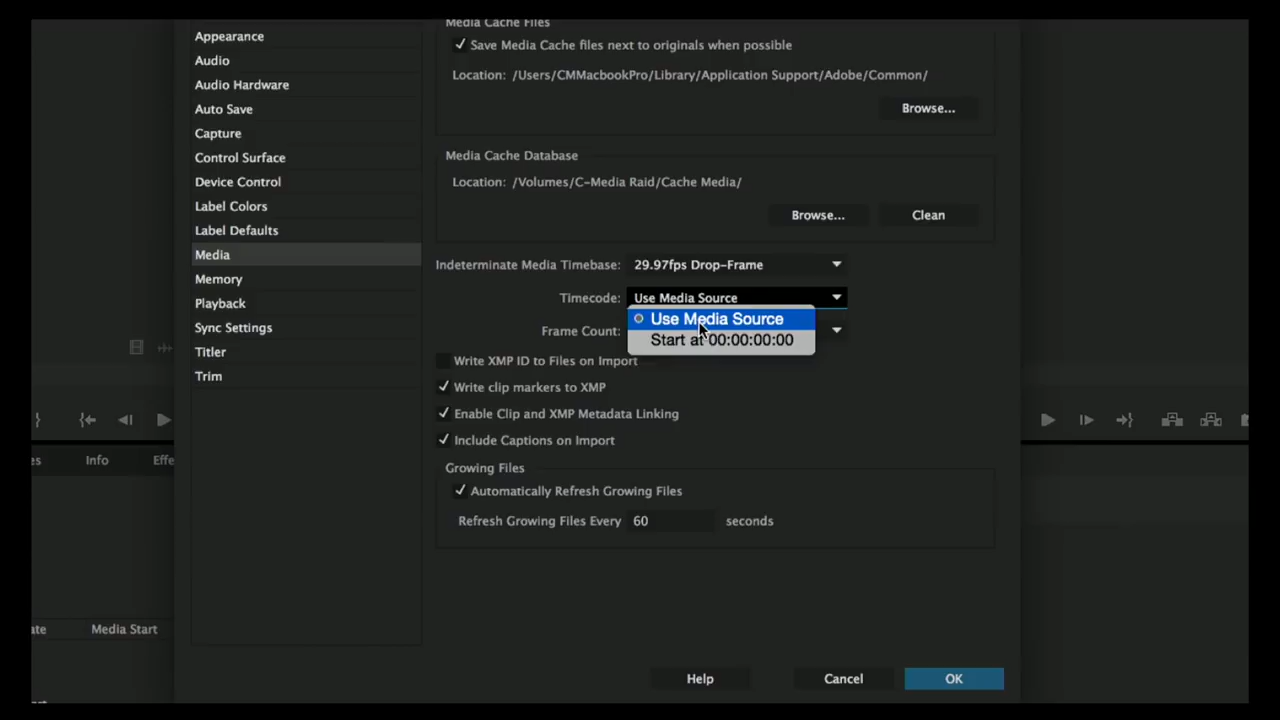 Media Cache Files
Appearance
Audio
Audio Hardware
Auto Save
Capture
Control Surface
Device Control
Label Colors
Label Defaults
Media
Memory
Playback
Sync Settings
Titler
Trim
Save Media Cache files next to originals when possible
Location: /Users/CMMacbookPro/Library/Application Support/Adobe/Common/
Browse...
Media Cache Database
Location: /Volumes/C-Media Raid/Cache Media/
Browse... Clean
Indeterminate Media Timebase: 29.97fps Drop-Frame
Timecode: Use Media Source
Use Media Source
Frame Count:
Start at 00:00:00:00
Write XMP ID to Files on Import
Write clip markers to XMP
Enable Clip and XMP Metadata Linking
Include Captions on Import
Growing Files
Automatically Refresh Growing Files
Refresh Growing Files Every 60 seconds
es Info Effe
ate Media Start
Help Cancel OK